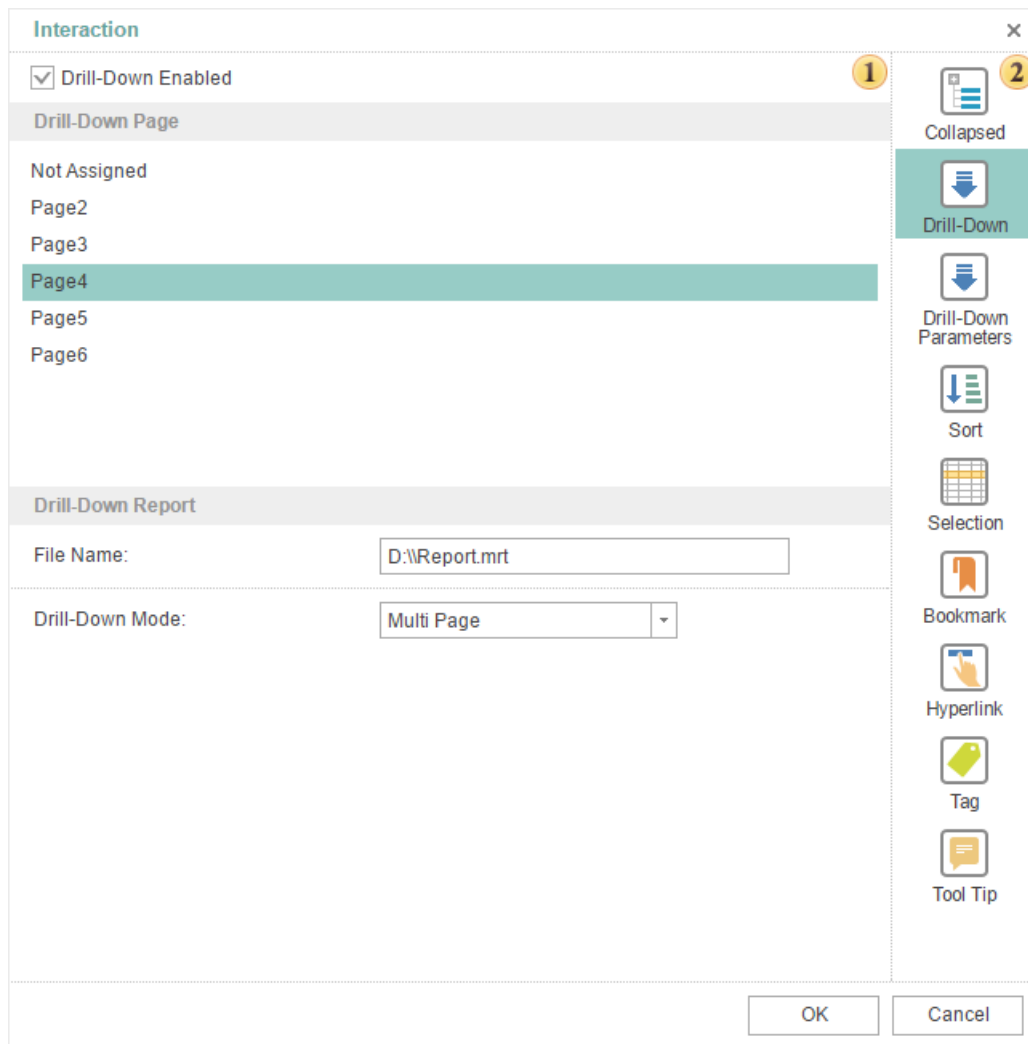 Interaction
Drill-Down Enabled
1
2
Drill-Down Page
Not Assigned
Page2
Page3
Page4
Page5
Page6
Drill-Down Report
File Name:
D:\\Report.mrt
Drill-Down Mode:
Multi Page
Collapsed
Drill-Down
Drill-Down
Parameters
Sort
Selection
Bookmark
Hyperlink
Tag
Tool Tip
OK
Cancel